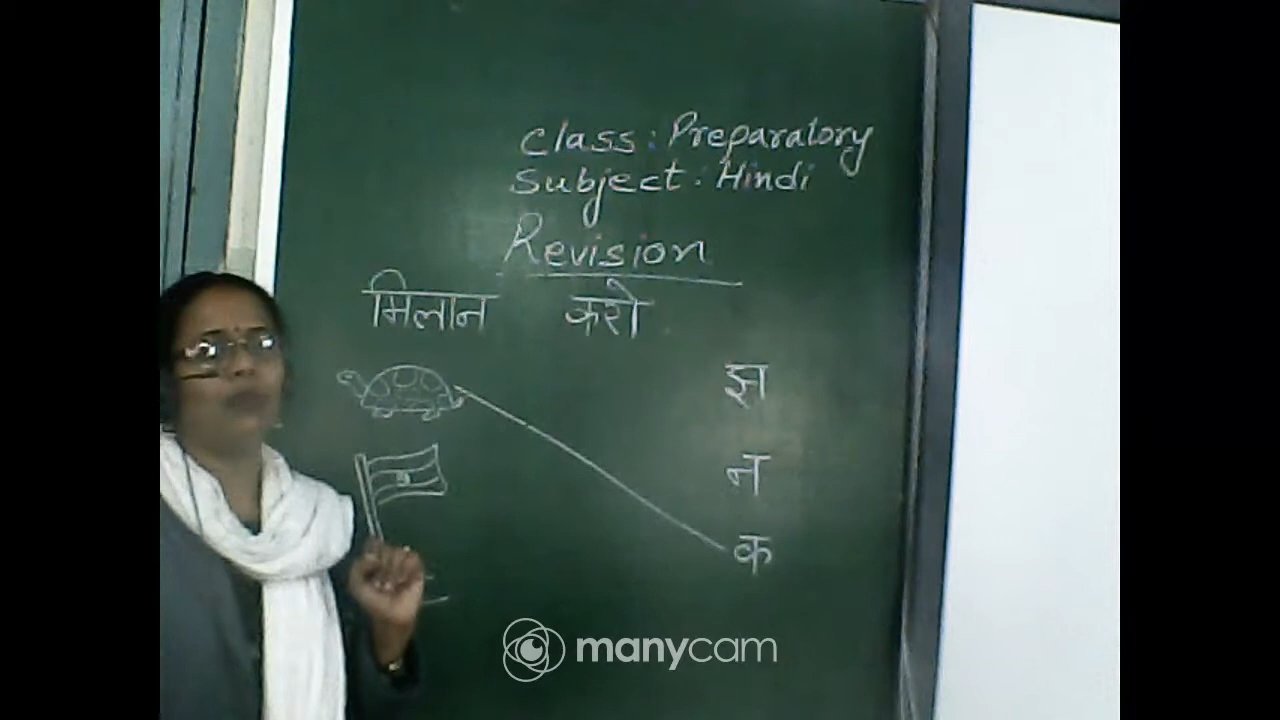 Class: Preparatory
Subject: Hindi
Revision
मिलान करो
झ
न
क
manycam